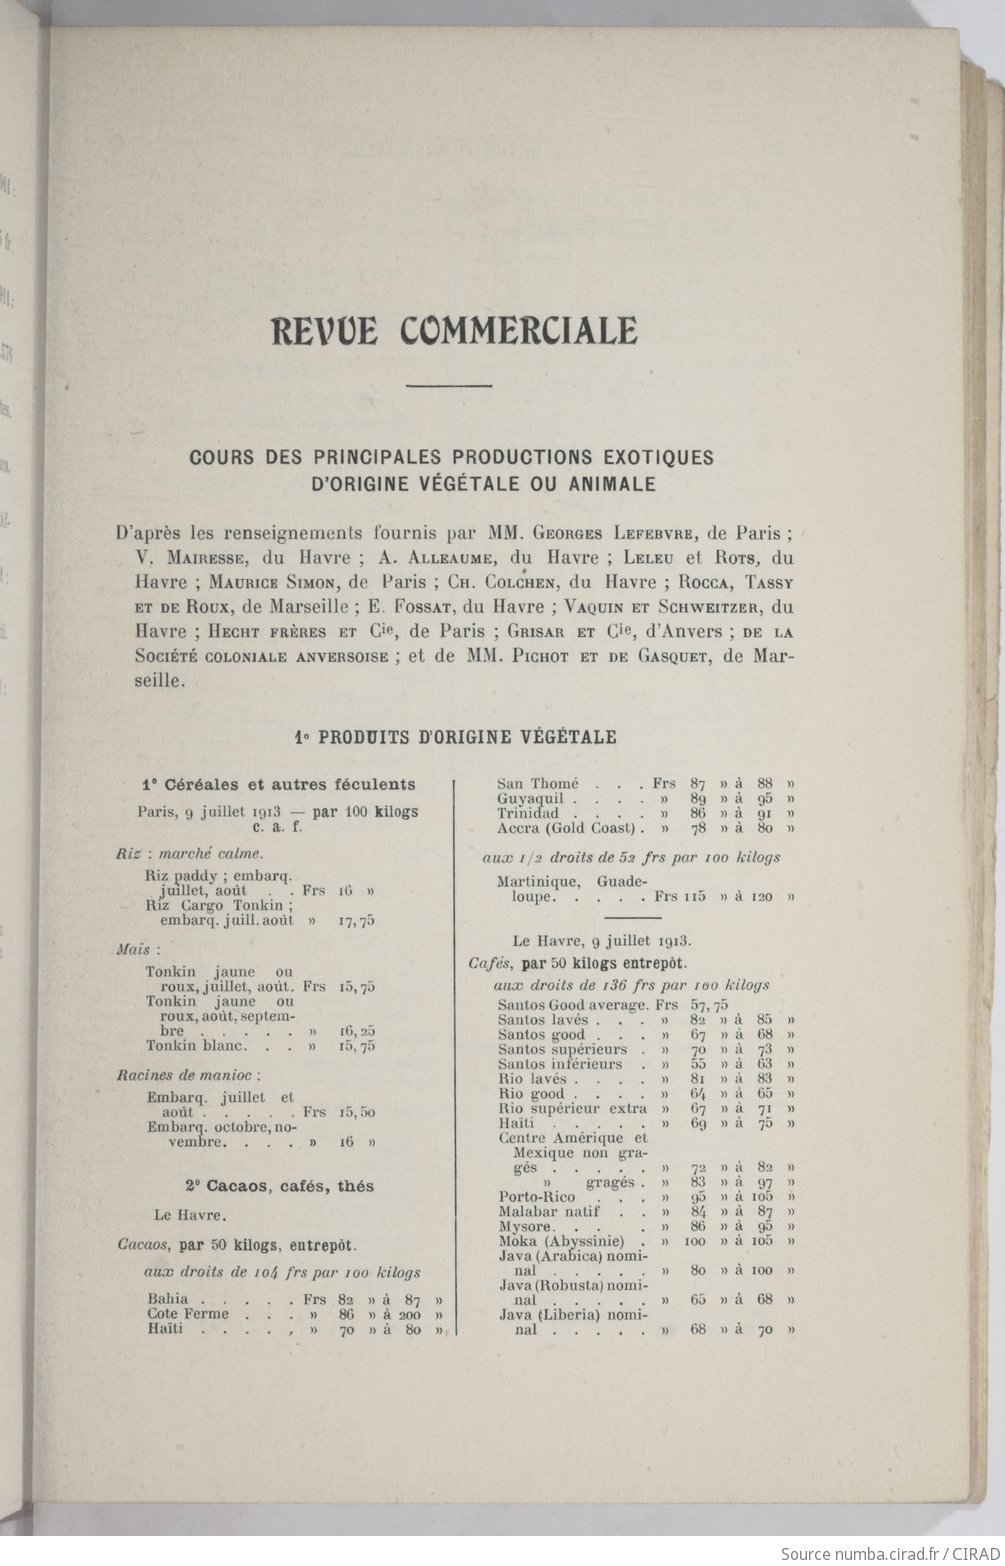 REVUE COMMERCIALE
COURS DES PRINCIPALES PRODUCTIONS EXOTIQUES
D'ORIGINE VÉGÉTALE OU ANIMALE
D'après les renseignements fournis par MM. GEORGES LEFEBVRE, de Paris ;
V. MAIRESSE, du Havre ; A. ALLEAUME, du Havre ; LELEU et ROTS, du
Havre ; MAURICE SIMON, de Paris ; CH. COLCHEN, du Havre ; ROCCA, TASSY
ET DE ROUX, de Marseille ; E. FOSSAT, du Havre ; VAQUIN ET SCHWEITZER, du
Havre ; HECHT FRÈRES ET Cie, de Paris ; GRISAR ET Cie, d'Anvers ; DE LA
SOCIÉTÉ COLONIALE ANVERSOISE ; et de MM. PICHOT ET DE GASQUET, de Mar-
seille.
1º PRODUITS D'ORIGINE VÉGÉTALE
1º Céréales et autres féculents
Paris, 9 juillet 1913 — par 100 kilogs
c. a. f.
Riz : marché calme.
Riz paddy ; embarq.
juillet, août . . Frs 16 »
Riz Cargo Tonkin ;
embarq. juill. août » 17,75
Maïs :
Tonkin jaune ou
roux, juillet, août. Frs 15,75
Tonkin jaune ou
roux, août, septem-
bre . . . . . » 16,25
Tonkin blanc. . . » 15,75
Racines de manioc :
Embarq. juillet et
août . . . . . Frs 15,50
Embarq. octobre, no-
vembre. . . . » 16 »
2º Cacaos, cafés, thés
Le Havre.
Cacaos, par 50 kilogs, entrepôt.
aux droits de 104 frs par 100 kilogs
Bahia . . . . . Frs 82 » à 87 »
Cote Ferme . . . » 86 » à 200 »
Haïti . . . . , » 70 » à 80 »
San Thomé . . . Frs 87 » à 88 »
Guyaquil . . . . » 89 » à 95 »
Trinidad . . . . » 86 » à 91 »
Accra (Gold Coast) . » 78 » à 80 »
aux 1/2 droits de 52 frs par 100 kilogs
Martinique, Guade-
loupe. . . . . Frs 115 » à 120 »
Le Havre, 9 juillet 1913.
Cafés, par 50 kilogs entrepôt.
aux droits de 136 frs par 100 kilogs
Santos Good average. Frs 57,75
Santos lavés . . . » 82 » à 85 »
Santos good . . . » 67 » à 68 »
Santos supérieurs . » 70 » à 73 »
Santos inférieurs . » 55 » à 63 »
Rio lavés . . . . » 81 » à 83 »
Rio good . . . . » 64 » à 65 »
Rio supérieur extra » 67 » à 71 »
Haïti . . . . . » 69 » à 75 »
Centre Amérique et
Mexique non gra-
gés . . . . . » 72 » à 82 »
» gragés . » 83 » à 97 »
Porto-Rico . . . » 95 » à 105 »
Malabar natif . . » 84 » à 87 »
Mysore. . . . » 86 » à 95 »
Moka (Abyssinie) . » 100 » à 105 »
Java (Arabica) nomi-
nal . . . . . » 80 » à 100 »
Java (Robusta) nomi-
nal . . . . . » 65 » à 68 »
Java (Liberia) nomi-
nal . . . . . » 68 » à 70 »
Source numba.cirad.fr / CIRAD